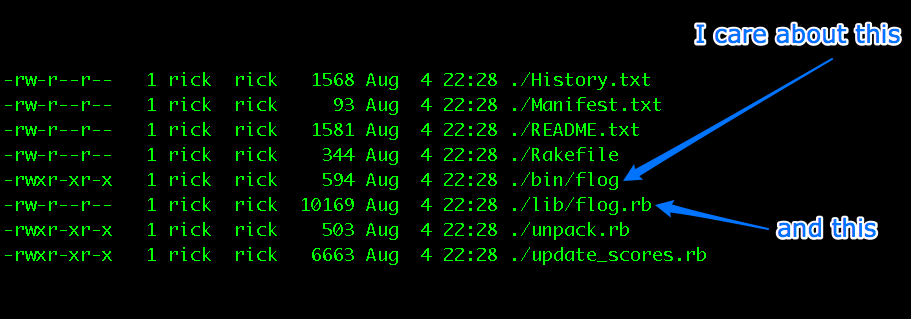 I care about this
-rw-r--r--   1 rick  rick   1568 Aug  4 22:28 ./History.txt
-rw-r--r--   1 rick  rick     93 Aug  4 22:28 ./Manifest.txt
-rw-r--r--   1 rick  rick   1581 Aug  4 22:28 ./README.txt
-rw-r--r--   1 rick  rick    344 Aug  4 22:28 ./Rakefile
-rwxr-xr-x   1 rick  rick    594 Aug  4 22:28 ./bin/flog
-rw-r--r--   1 rick  rick  10169 Aug  4 22:28 ./lib/flog.rb
and this
-rwxr-xr-x   1 rick  rick    503 Aug  4 22:28 ./unpack.rb
-rwxr-xr-x   1 rick  rick   6663 Aug  4 22:28 ./update_scores.rb